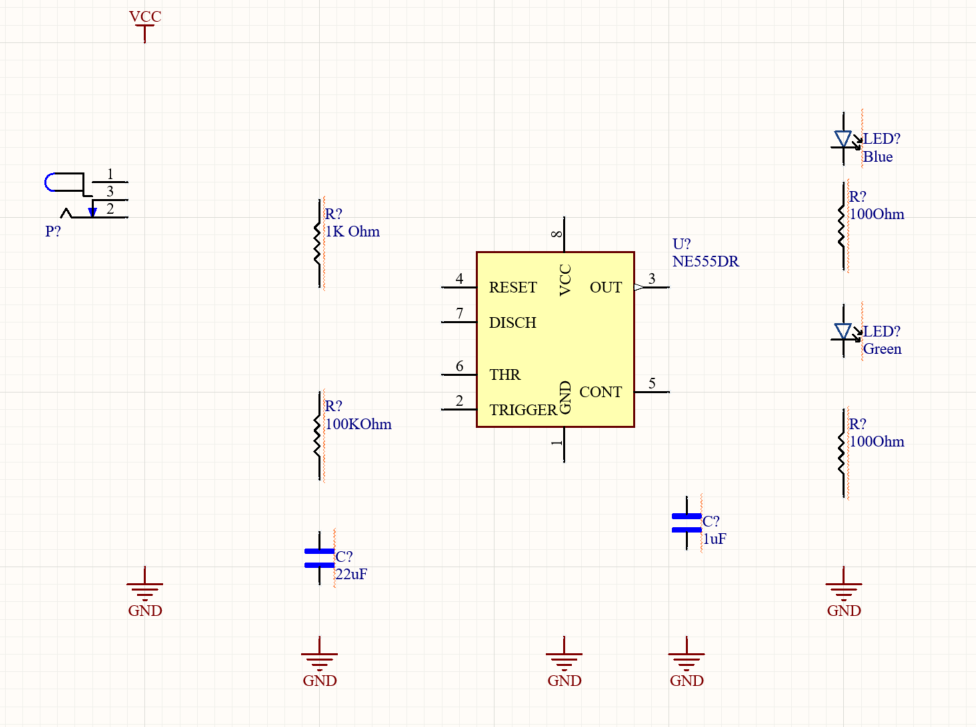 VCC
1
3
2
P?
R?
1K Ohm
R?
100KOhm
C?
22uF
GND
GND
U?
NE555DR
8
VCC
4
RESET
7
DISCH
6
THR
2
TRIGGER
OUT
3
CONT
5
GND
1
GND
C?
1uF
GND
LED?
Blue
R?
100Ohm
LED?
Green
R?
100Ohm
GND